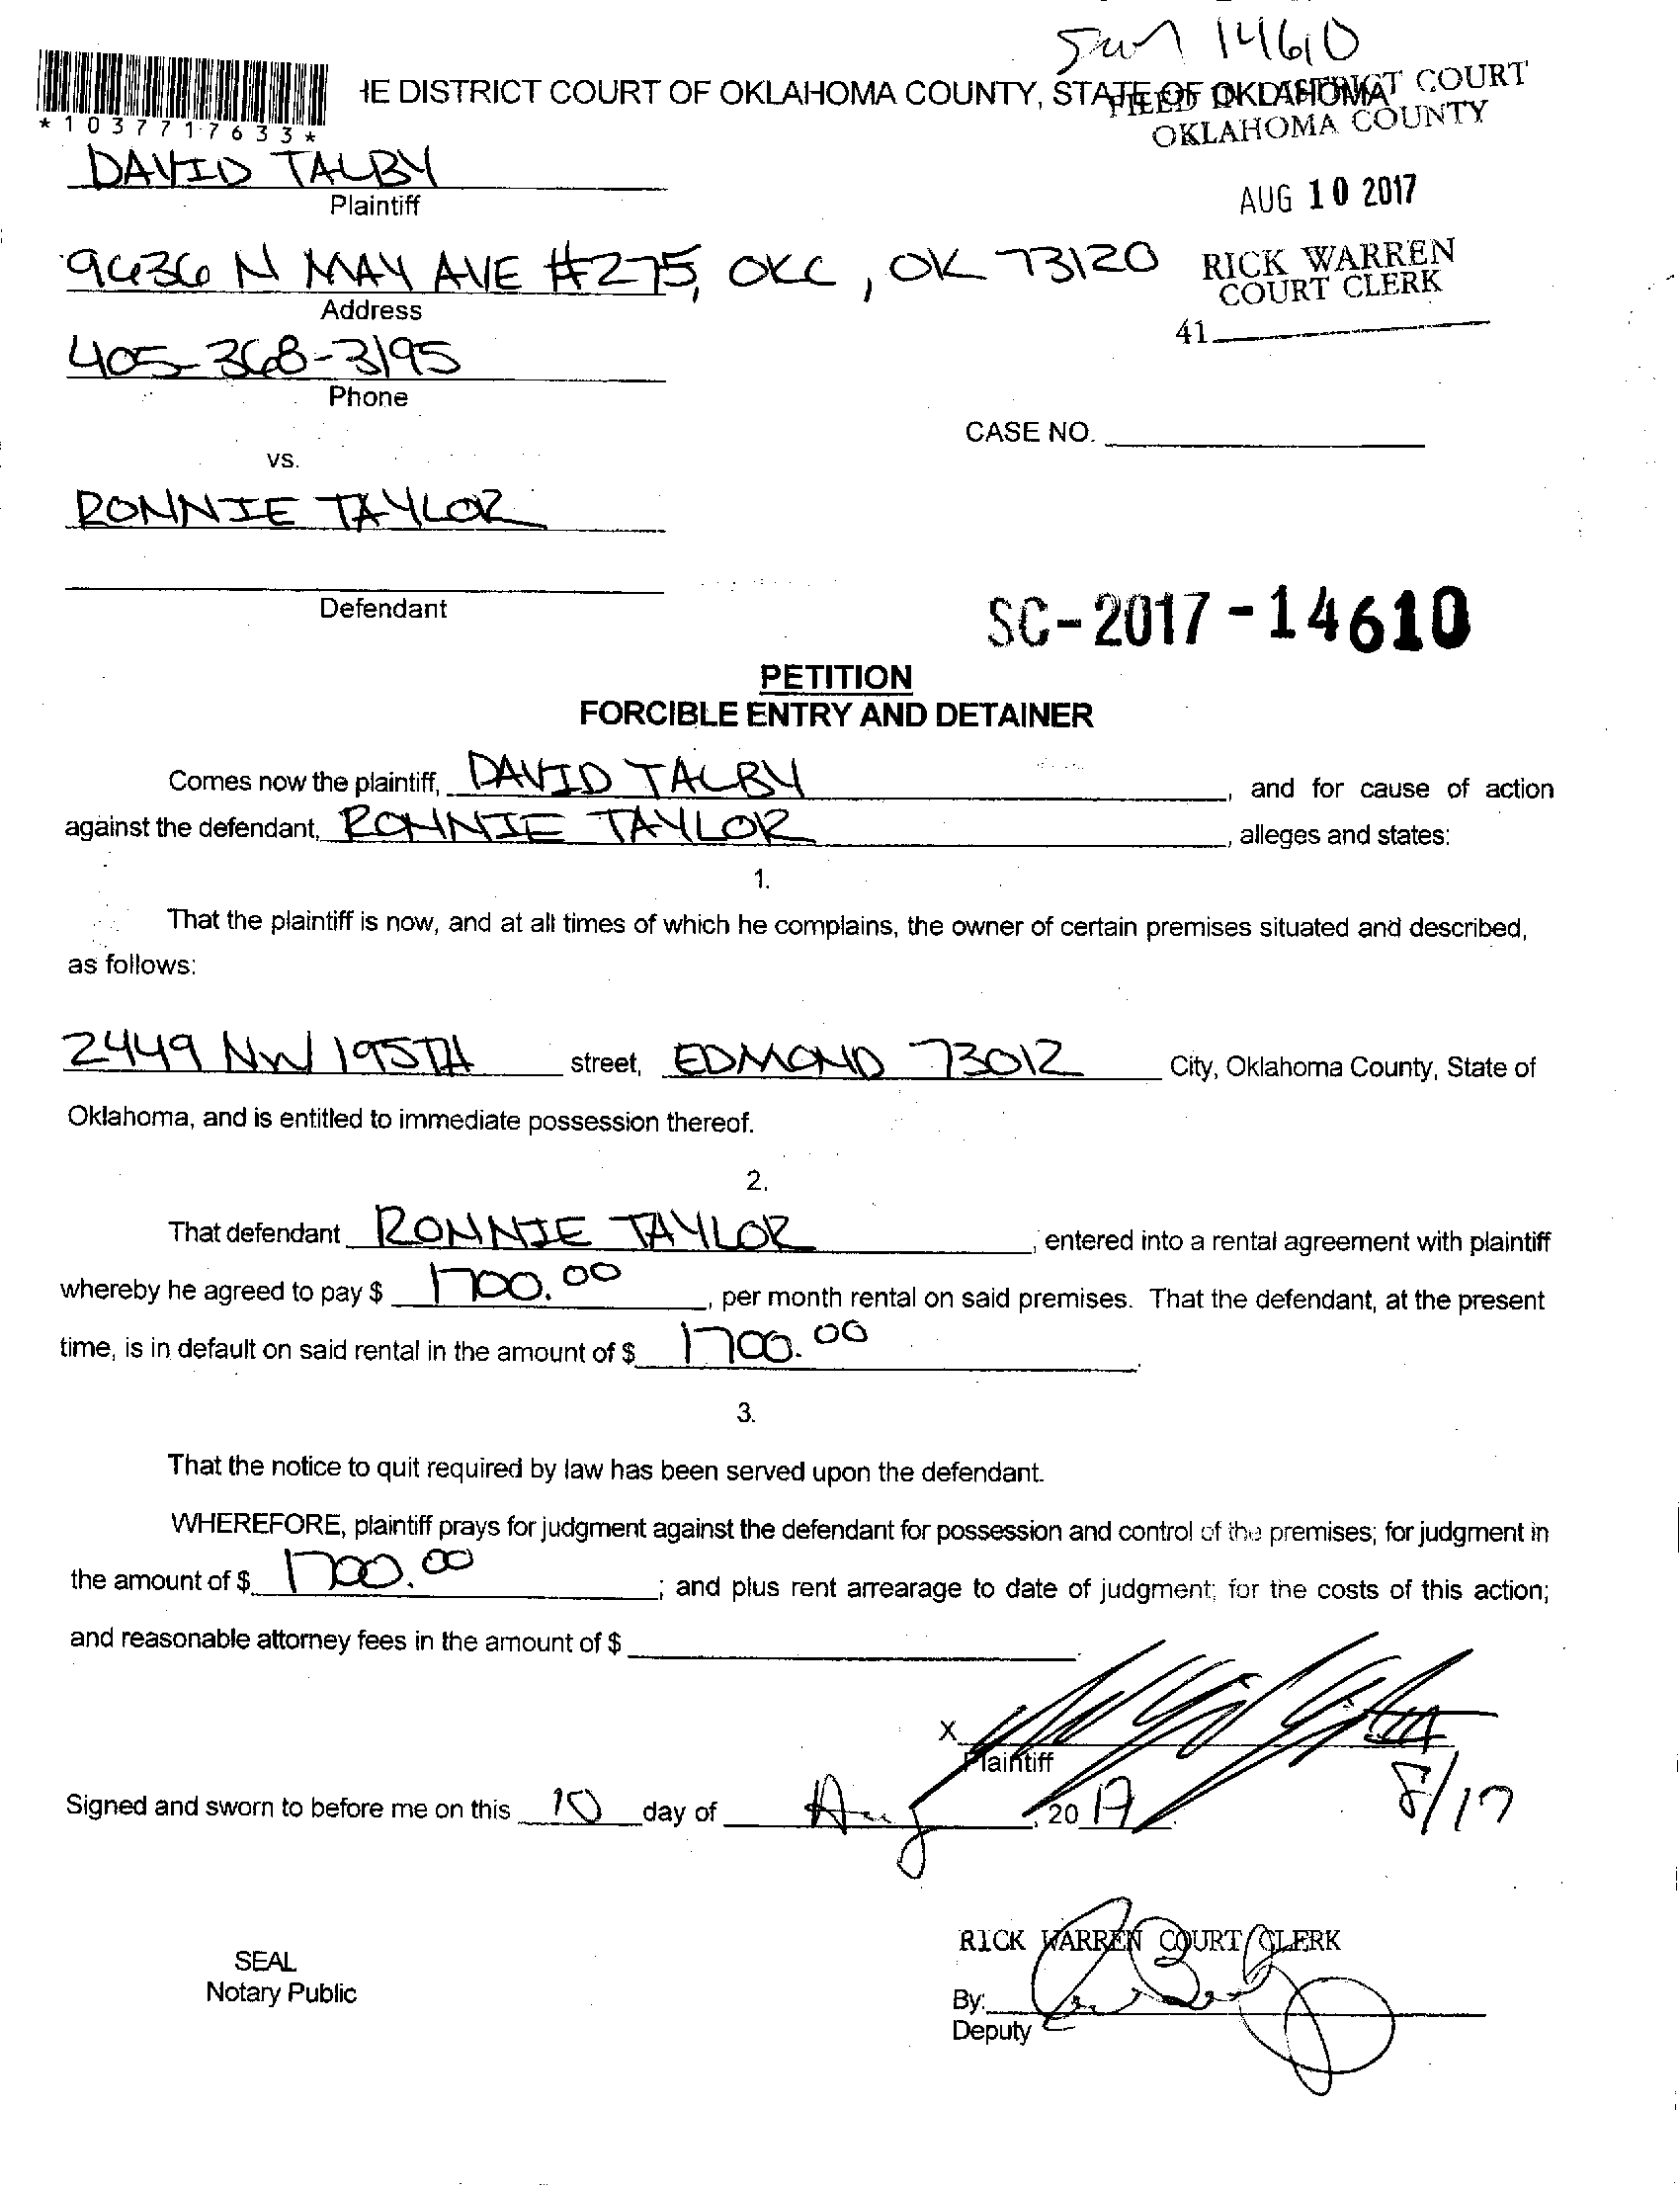 14610
*1037717633*
IE DISTRICT COURT OF OKLAHOMA COUNTY, STATE OF OKLAHOMA
FILED IN DISTRICT COURT
OKLAHOMA COUNTY
DAVID TALBY
Plaintiff
AUG 10 2017
9636 N MAY AVE #275, OKC, OK 73120
Address
RICK WARREN
COURT CLERK
41
405-368-3195
Phone
CASE NO.
vs.
RONNIE TAYLOR
Defendant
SC-2017-14610
PETITION
FORCIBLE ENTRY AND DETAINER
Comes now the plaintiff, DAVID TALBY, and for cause of action
against the defendant, RONNIE TAYLOR, alleges and states:
1.
That the plaintiff is now, and at all times of which he complains, the owner of certain premises situated and described,
as follows:
2449 NW 195TH street, EDMOND 73012 City, Oklahoma County, State of
Oklahoma, and is entitled to immediate possession thereof.
2.
That defendant RONNIE TAYLOR, entered into a rental agreement with plaintiff
whereby he agreed to pay $ 1700.00, per month rental on said premises. That the defendant, at the present
time, is in default on said rental in the amount of $ 1700.00.
3.
That the notice to quit required by law has been served upon the defendant.
WHEREFORE, plaintiff prays for judgment against the defendant for possession and control of the premises; for judgment in
the amount of $ 1700.00; and plus rent arrearage to date of judgment; for the costs of this action;
and reasonable attorney fees in the amount of $
X
Plaintiff
8/17
Signed and sworn to before me on this 10 day of Aug, 2017
RICK WARREN COURT CLERK
SEAL
Notary Public
By:
Deputy